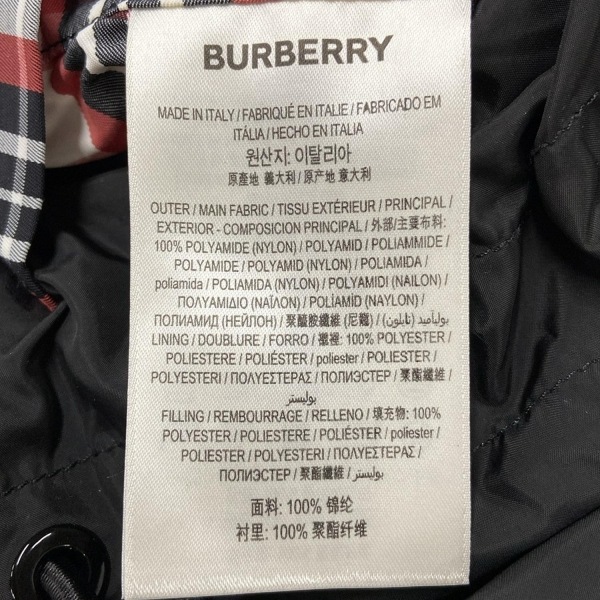 BURBERRY
MADE IN ITALY / FABRIQUÉ EN ITALIE / FABRICADO EM
ITÁLIA / HECHO EN ITALIA
원산지: 이탈리아
原產地 義大利 / 原产地 意大利
OUTER / MAIN FABRIC / TISSU EXTÉRIEUR / PRINCIPAL /
EXTERIOR - COMPOSICION PRINCIPAL / 外部/主要布料:
100% POLYAMIDE (NYLON) / POLYAMID / POLIAMMIDE /
POLYAMIDE / POLYAMID (NYLON) / POLIAMIDA /
poliamida / POLIAMIDA (NYLON) / POLYAMIDI (NAILON) /
ΠΟΛΥΑΜΙΔΙΟ (ΝΑΪΛΟΝ) / POLİAMİD (NAYLON) /
ПОЛИАМИД (НЕЙЛОН) / 聚醯胺纖維 (尼龍) / بولياميد (نايلون) /
LINING / DOUBLURE / FORRO / 襯裡: 100% POLYESTER /
POLIESTERE / POLIÉSTER / poliester / POLIESTER /
POLYESTERI / ΠΟΛΥΕΣΤΕΡΑΣ / ПОЛИЭСТЕР / 聚酯纖維 /
بوليستر
FILLING / REMBOURRAGE / RELLENO / 填充物: 100%
POLYESTER / POLIESTERE / POLIÉSTER / poliester /
POLIESTER / POLYESTERI / ΠΟΛΥΕΣΤΕΡΑΣ /
ПОЛИЭСТЕР / 聚酯纖維 / بوليستر
面料: 100% 锦纶
衬里: 100% 聚酯纤维